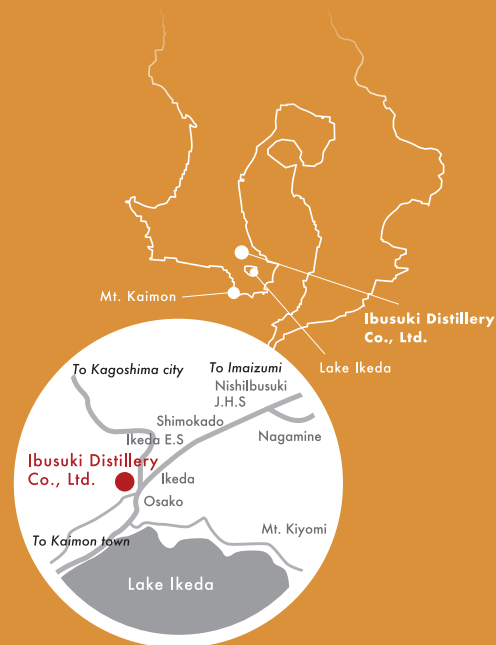 Mt. Kaimon
Ibusuki Distillery
Co., Ltd.
Lake Ikeda
To Kagoshima city
To Imaizumi
NishiIbusuki
J.H.S
Shimokado
Ikeda E.S
Nagamine
Ibusuki Distillery
Co., Ltd.
Ikeda
Osako
Mt. Kiyomi
To Kaimon town
Lake Ikeda